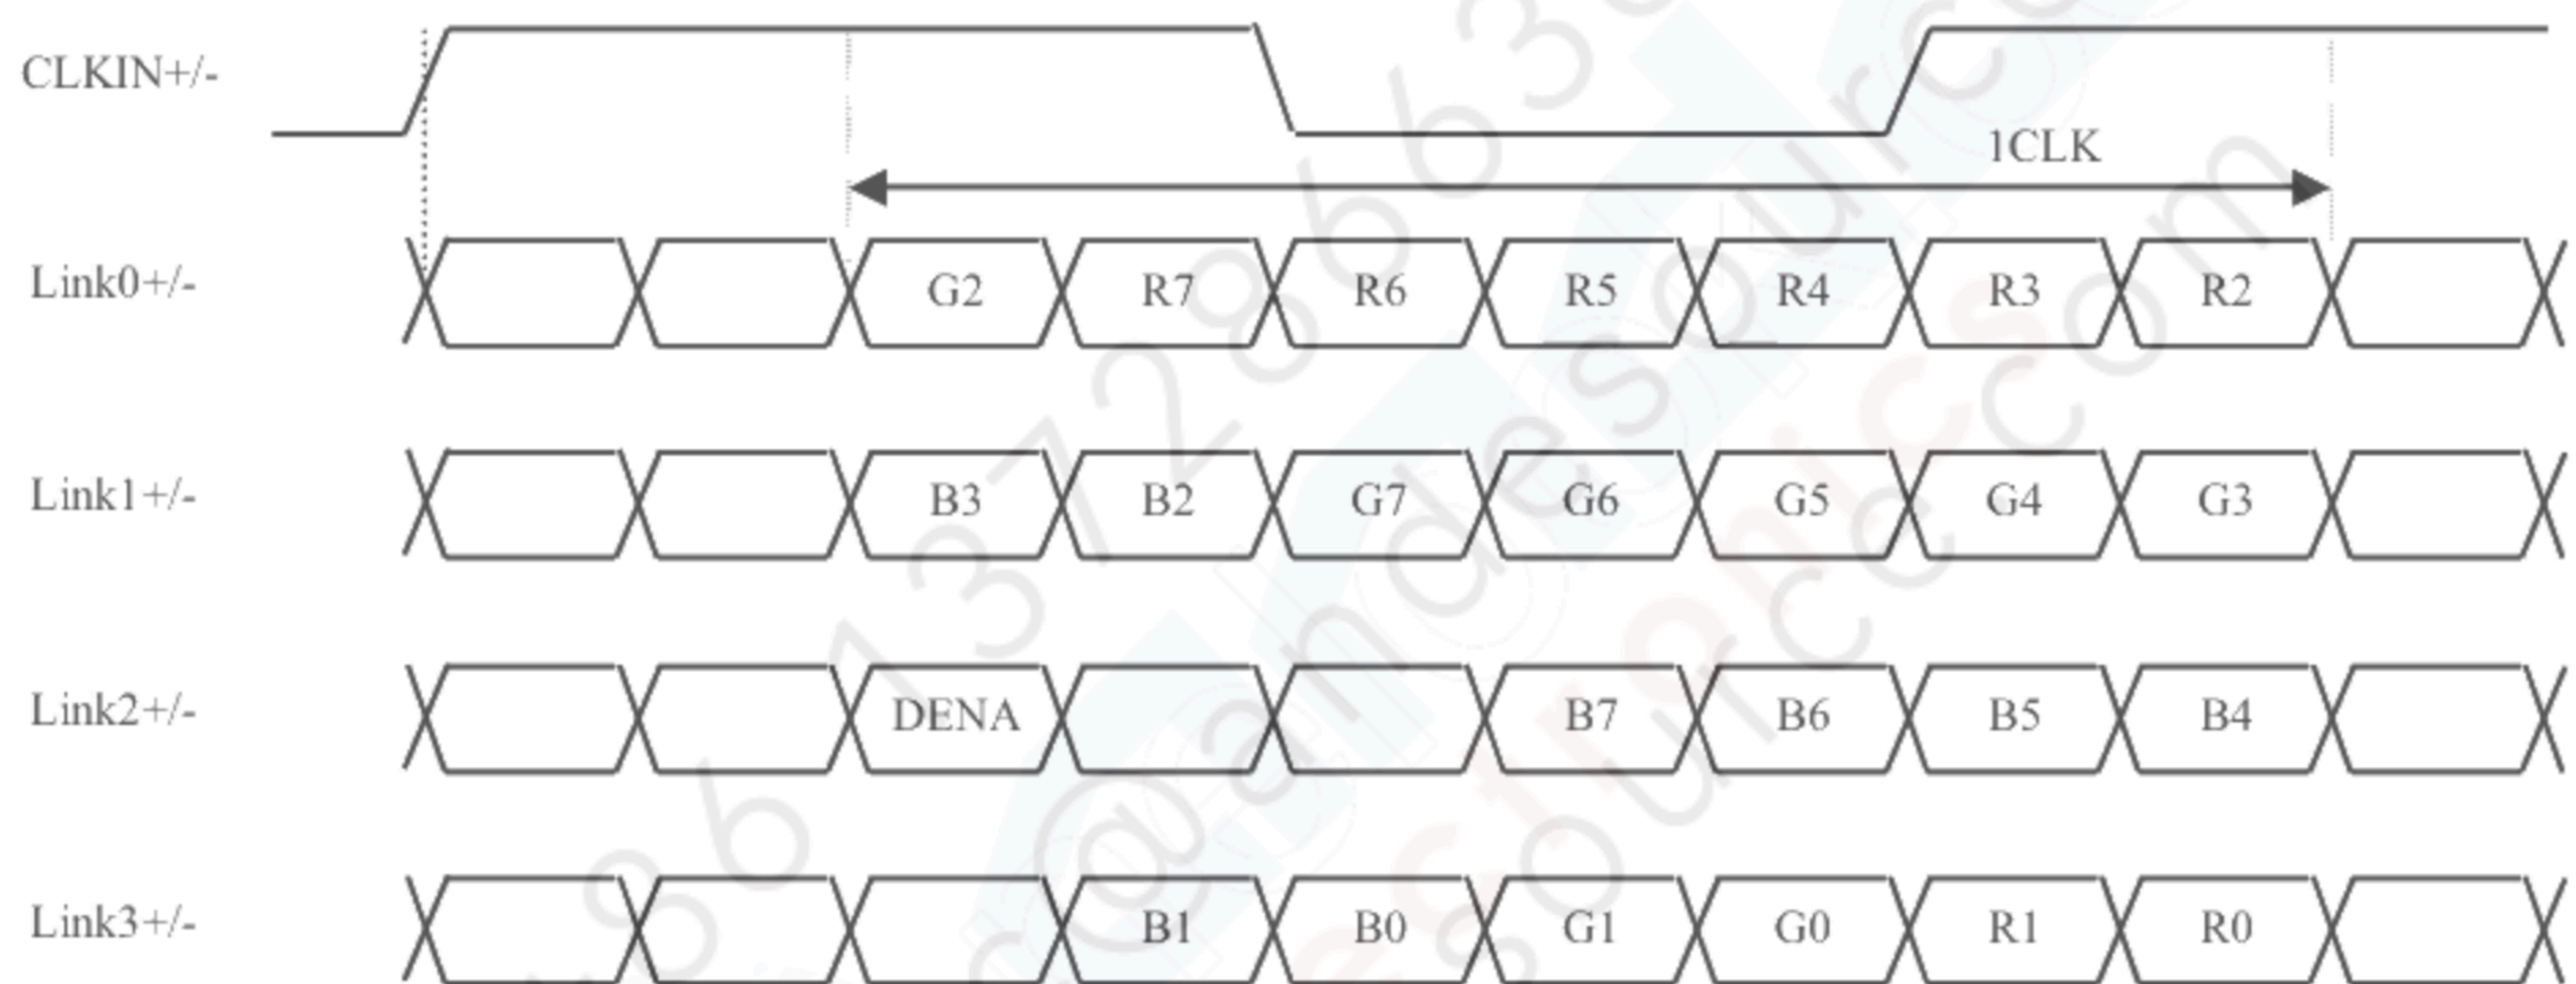 CLKIN+/-
1CLK
Link0+/- G2 R7 R6 R5 R4 R3 R2
Link1+/- B3 B2 G7 G6 G5 G4 G3
Link2+/- DENA B7 B6 B5 B4
Link3+/- B1 B0 G1 G0 R1 R0